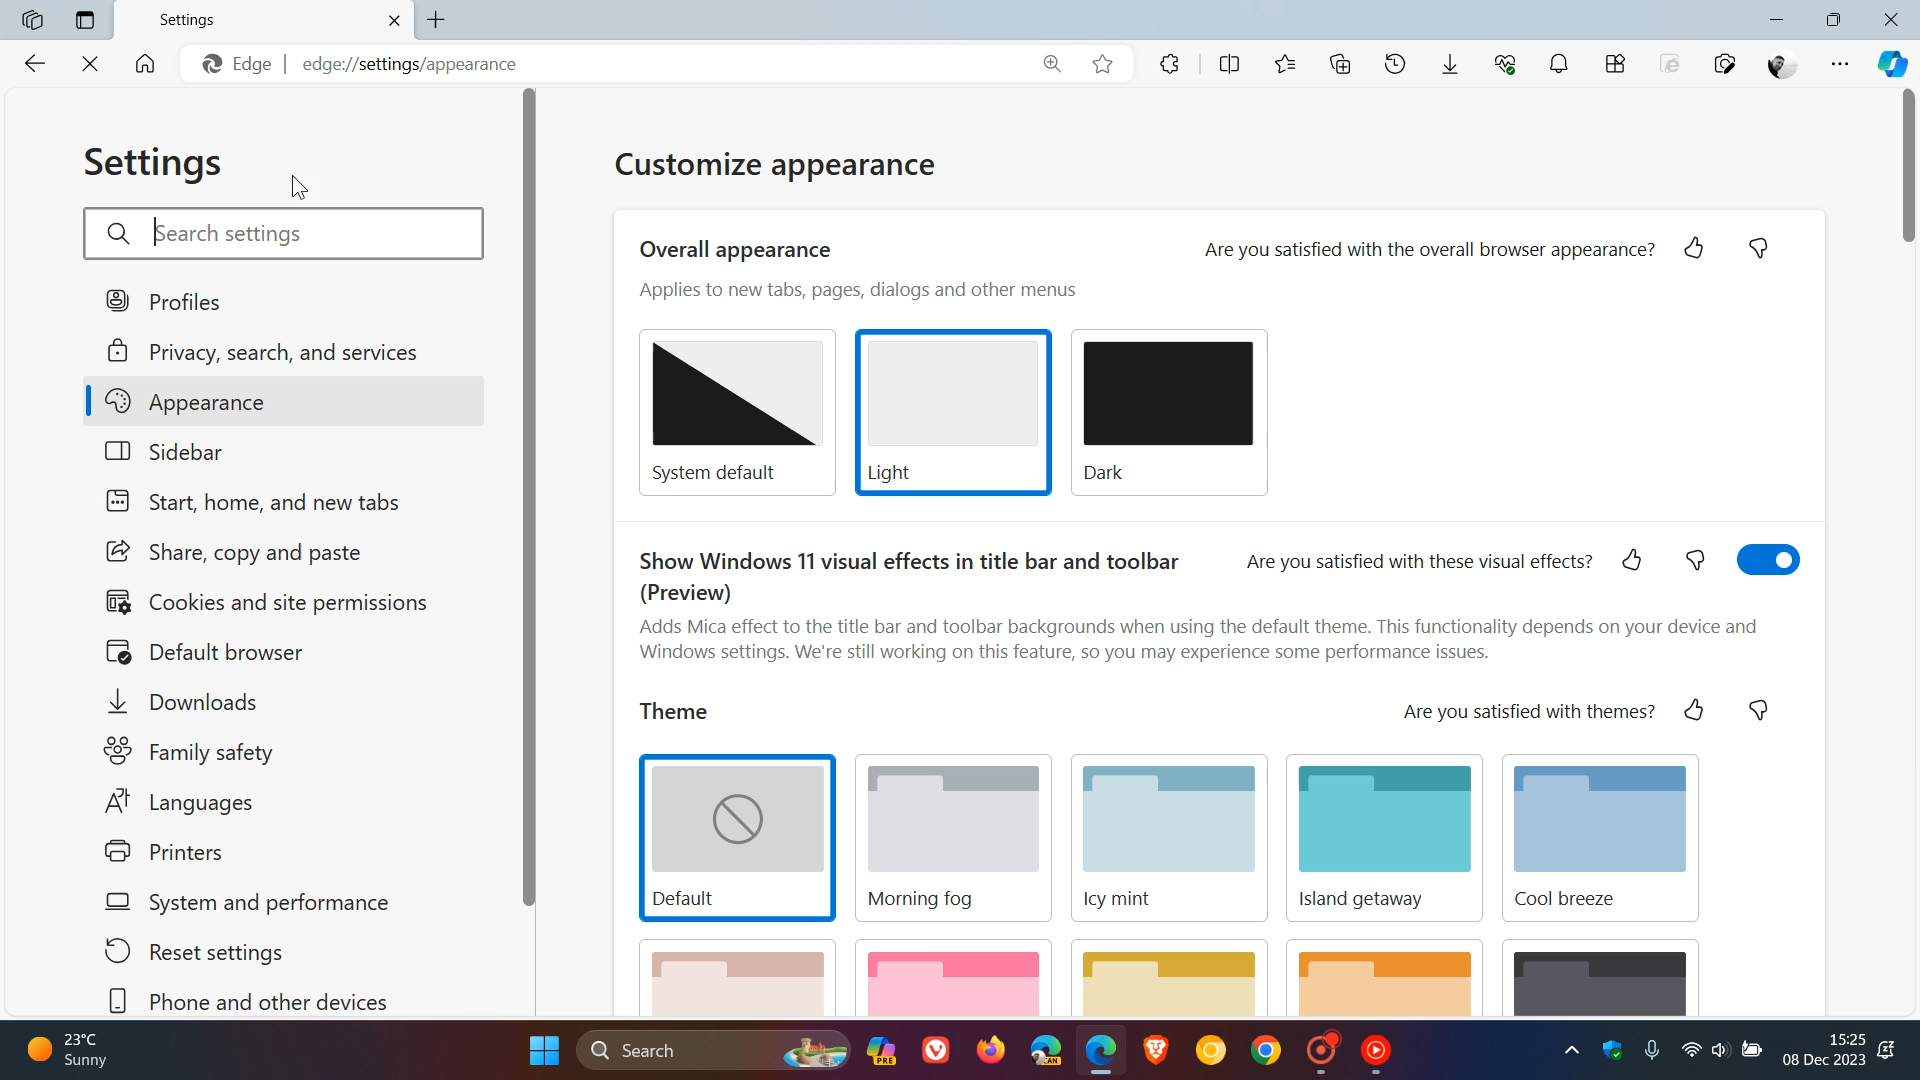 Settings
Edge
edge://settings/appearance
Settings
Search settings
Profiles
Privacy, search, and services
Appearance
Sidebar
Start, home, and new tabs
Share, copy and paste
Cookies and site permissions
Default browser
Downloads
Family safety
Languages
Printers
System and performance
Reset settings
Phone and other devices
Customize appearance
Overall appearance
Are you satisfied with the overall browser appearance?
Applies to new tabs, pages, dialogs and other menus
System default
Light
Dark
Show Windows 11 visual effects in title bar and toolbar
(Preview)
Are you satisfied with these visual effects?
Adds Mica effect to the title bar and toolbar backgrounds when using the default theme. This functionality depends on your device and
Windows settings. We're still working on this feature, so you may experience some performance issues.
Theme
Are you satisfied with themes?
Default
Morning fog
Icy mint
Island getaway
Cool breeze
23°C
Sunny
Search
PRE
CAN
15:25
08 Dec 2023